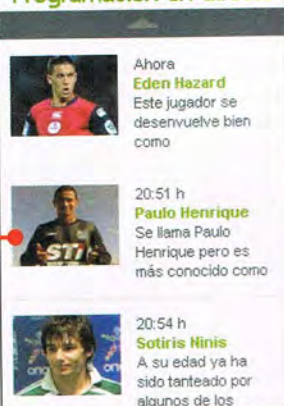 Ahora
Eden Hazard
Este jugador se
desenvuelve bien
como
20:51 h
Paulo Henrique
Se llama Paulo
Henrique pero es
más conocido como
STi
20:54 h
Sotiris Ninis
A su edad ya ha
sido tanteado por
algunos de los